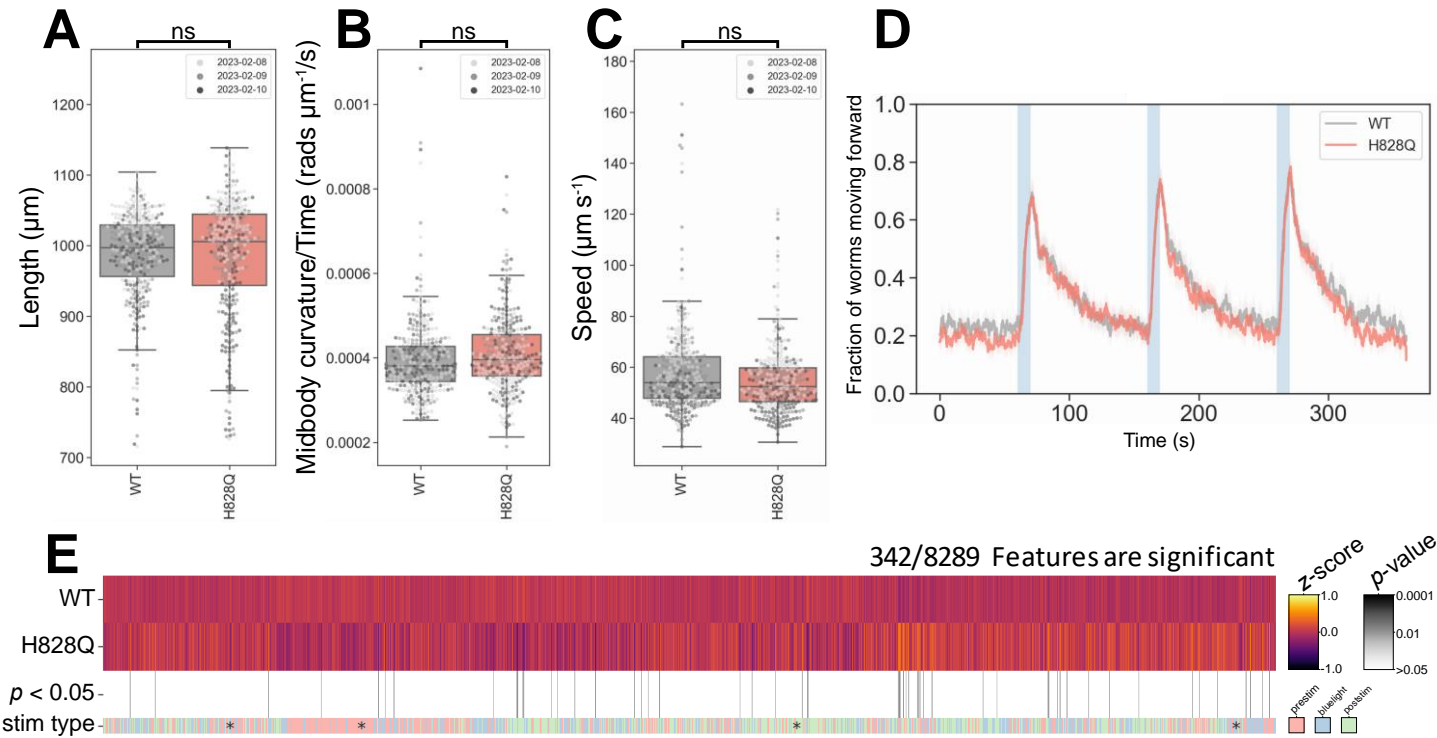 A
ns
2023-02-08
2023-02-09
2023-02-10
Length (µm)
1200
1100
1000
900
800
700
WT
H828Q
B
ns
2023-02-08
2023-02-09
2023-02-10
Midbody curvature/Time (rads µm⁻¹/s)
0.001
0.0008
0.0006
0.0004
0.0002
WT
H828Q
C
ns
2023-02-08
2023-02-09
2023-02-10
Speed (µm s⁻¹)
180
160
140
120
100
80
60
40
WT
H828Q
D
WT
H828Q
Fraction of worms moving forward
1.0
0.8
0.6
0.4
0.2
0.0
0
100
200
300
Time (s)
E
342/8289 Features are significant
WT
H828Q
p < 0.05
stim type
*
*
*
*
z-score
1.0
0.0
-1.0
p-value
0.0001
0.01
>0.05
prestim
bluelight
poststim